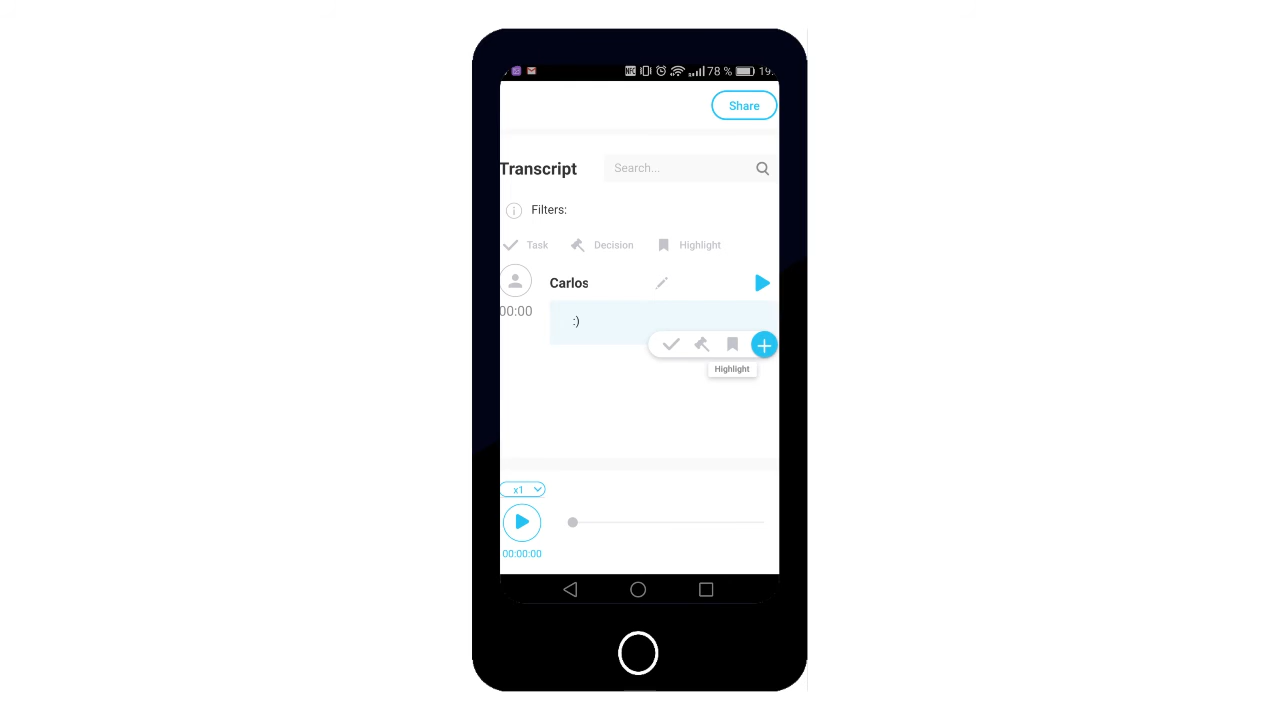 78 % 19:
Share
Transcript Search...
Filters:
Task Decision Highlight
Carlos
00:00
:)
Highlight
x1
00:00:00